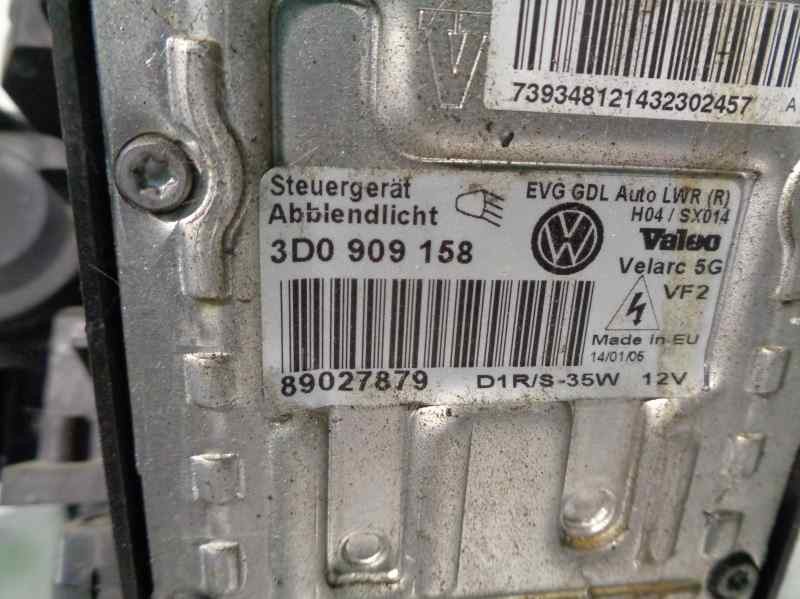 739348121432302457 A
Steuergerät
Abblendlicht
EVG GDL Auto LWR (R)
H04 / SX014
3D0 909 158
Valeo
Velarc 5G
VF2
Made in EU
14/01/05
89027879
D1R/S-35W 12V